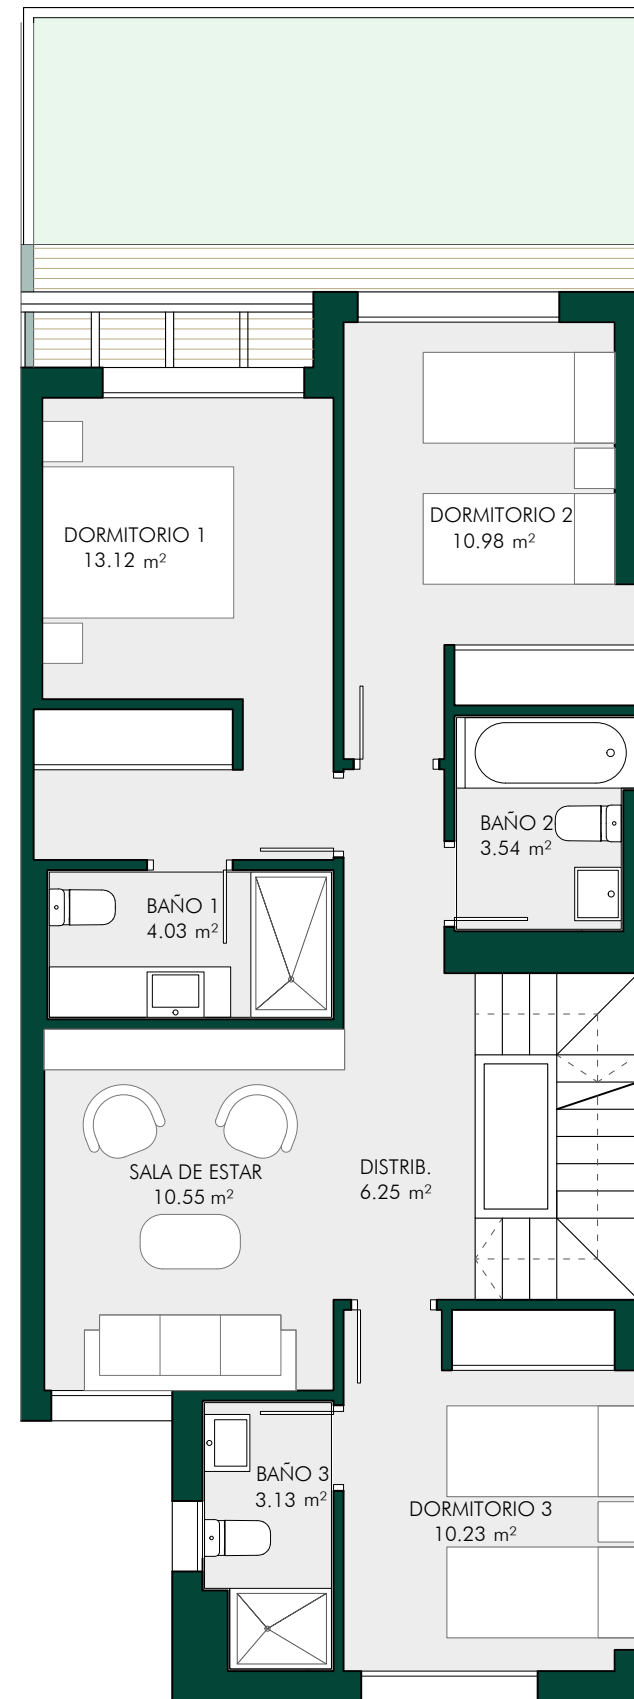 DORMITORIO 2
10.98 m²
DORMITORIO 1
13.12 m²
BAÑO 2
3.54 m²
BAÑO 1
4.03 m²
SALA DE ESTAR
10.55 m²
DISTRIB.
6.25 m²
BAÑO 3
3.13 m²
DORMITORIO 3
10.23 m²